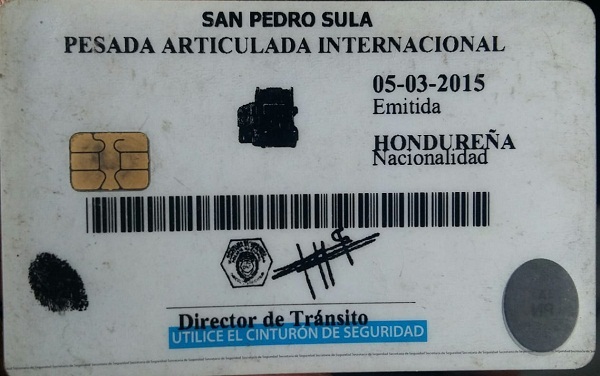 SAN PEDRO SULA
PESADA ARTICULADA INTERNACIONAL
05-03-2015
Emitida
HONDUREÑA
Nacionalidad
Director de Tránsito
UTILICE EL CINTURÓN DE SEGURIDAD